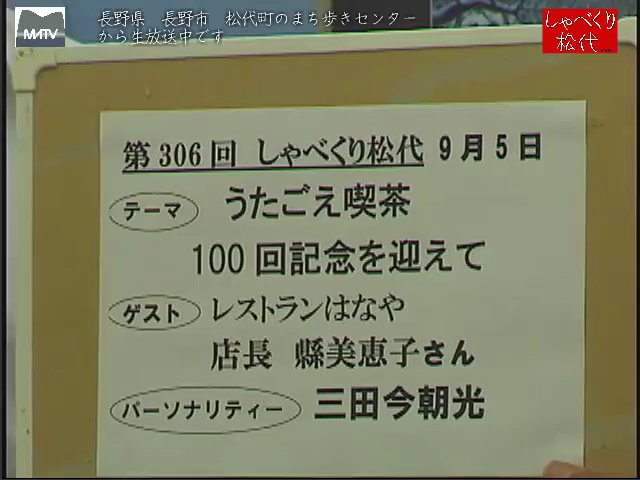 MATV
長野県 長野市 松代町のまち歩きセンター
から生放送中です
しゃべくり
松代
第306回 しゃべくり松代 9月5日
テーマ うたごえ喫茶
100回記念を迎えて
ゲスト レストランはなや
店長 縣美恵子さん
パーソナリティー 三田今朝光